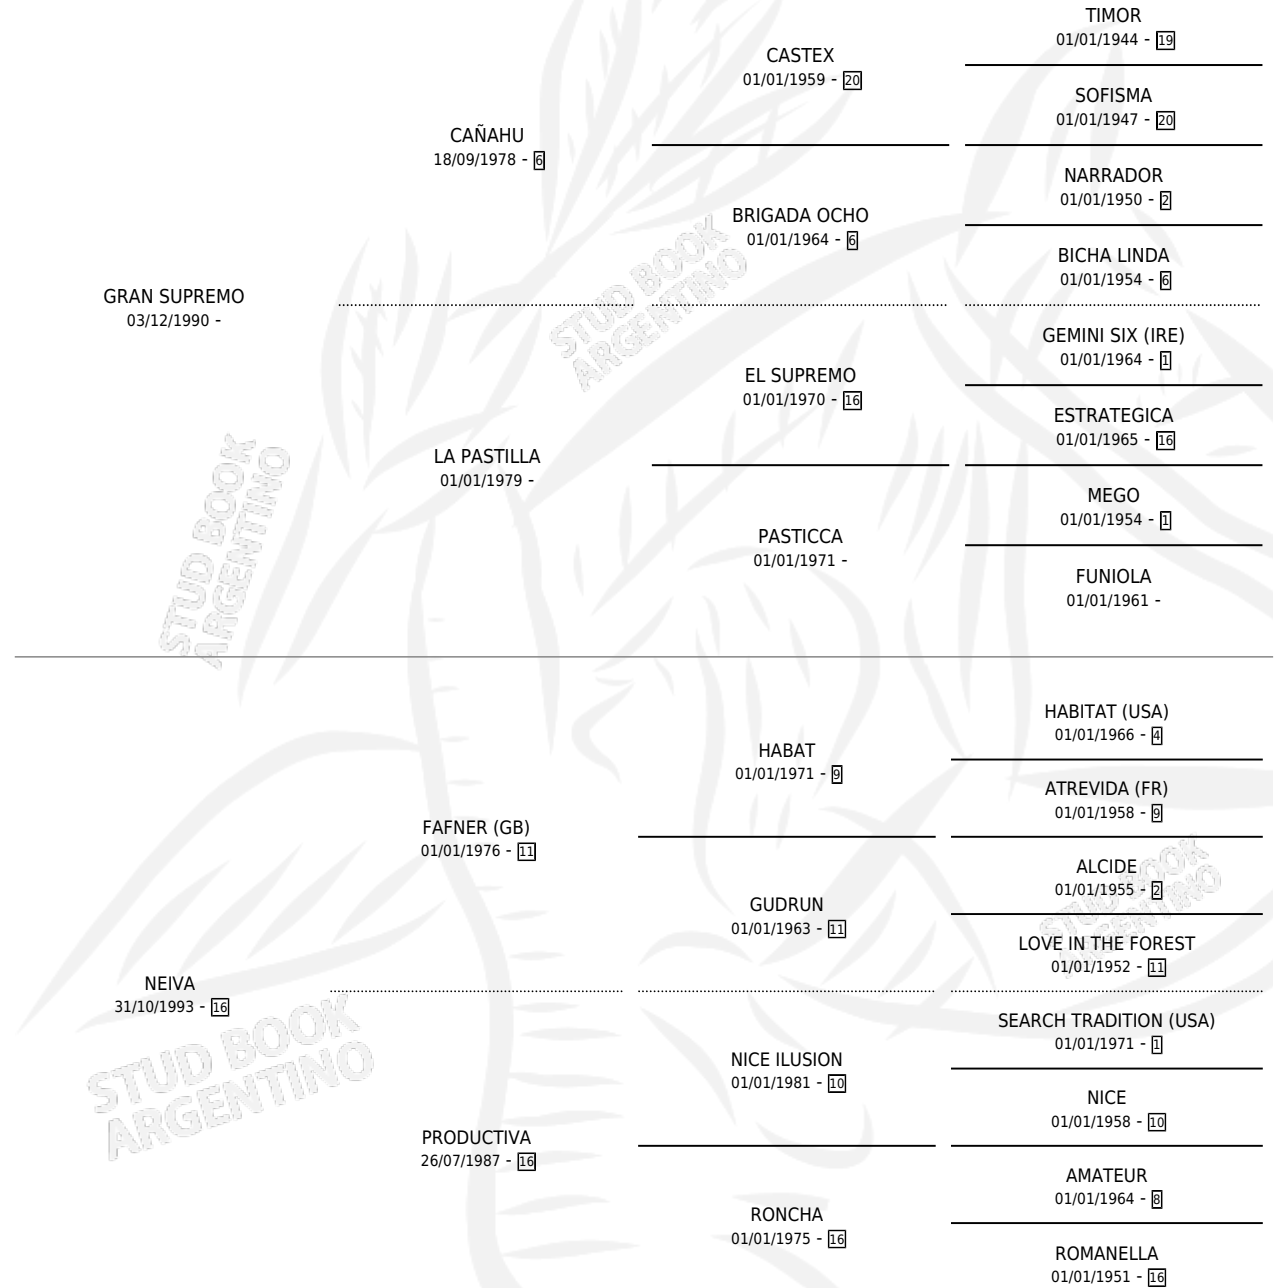 TIMOR
01/01/1944 - 19
CASTEX
01/01/1959 - 20
SOFISMA
01/01/1947 - 20
CAÑAHU
18/09/1978 - 6
NARRADOR
01/01/1950 - 2
BRIGADA OCHO
01/01/1964 - 6
BICHA LINDA
01/01/1954 - 6
GRAN SUPREMO
03/12/1990 -
GEMINI SIX (IRE)
01/01/1964 - 1
EL SUPREMO
01/01/1970 - 16
ESTRATEGICA
01/01/1965 - 16
LA PASTILLA
01/01/1979 -
MEGO
01/01/1954 - 1
PASTICCA
01/01/1971 -
FUNIOLA
01/01/1961 -
HABITAT (USA)
01/01/1966 - 4
HABAT
01/01/1971 - 9
ATREVIDA (FR)
01/01/1958 - 9
FAFNER (GB)
01/01/1976 - 11
ALCIDE
01/01/1955 - 2
GUDRUN
01/01/1963 - 11
LOVE IN THE FOREST
01/01/1952 - 11
NEIVA
31/10/1993 - 16
SEARCH TRADITION (USA)
01/01/1971 - 1
NICE ILUSION
01/01/1981 - 10
NICE
01/01/1958 - 10
PRODUCTIVA
26/07/1987 - 16
AMATEUR
01/01/1964 - 8
RONCHA
01/01/1975 - 16
ROMANELLA
01/01/1951 - 16
STUD BOOK
ARGENTINO
STUD BOOK
ARGENTINO
STUD BOOK
ARGENTINO
STUD BOOK
ARGENTINO